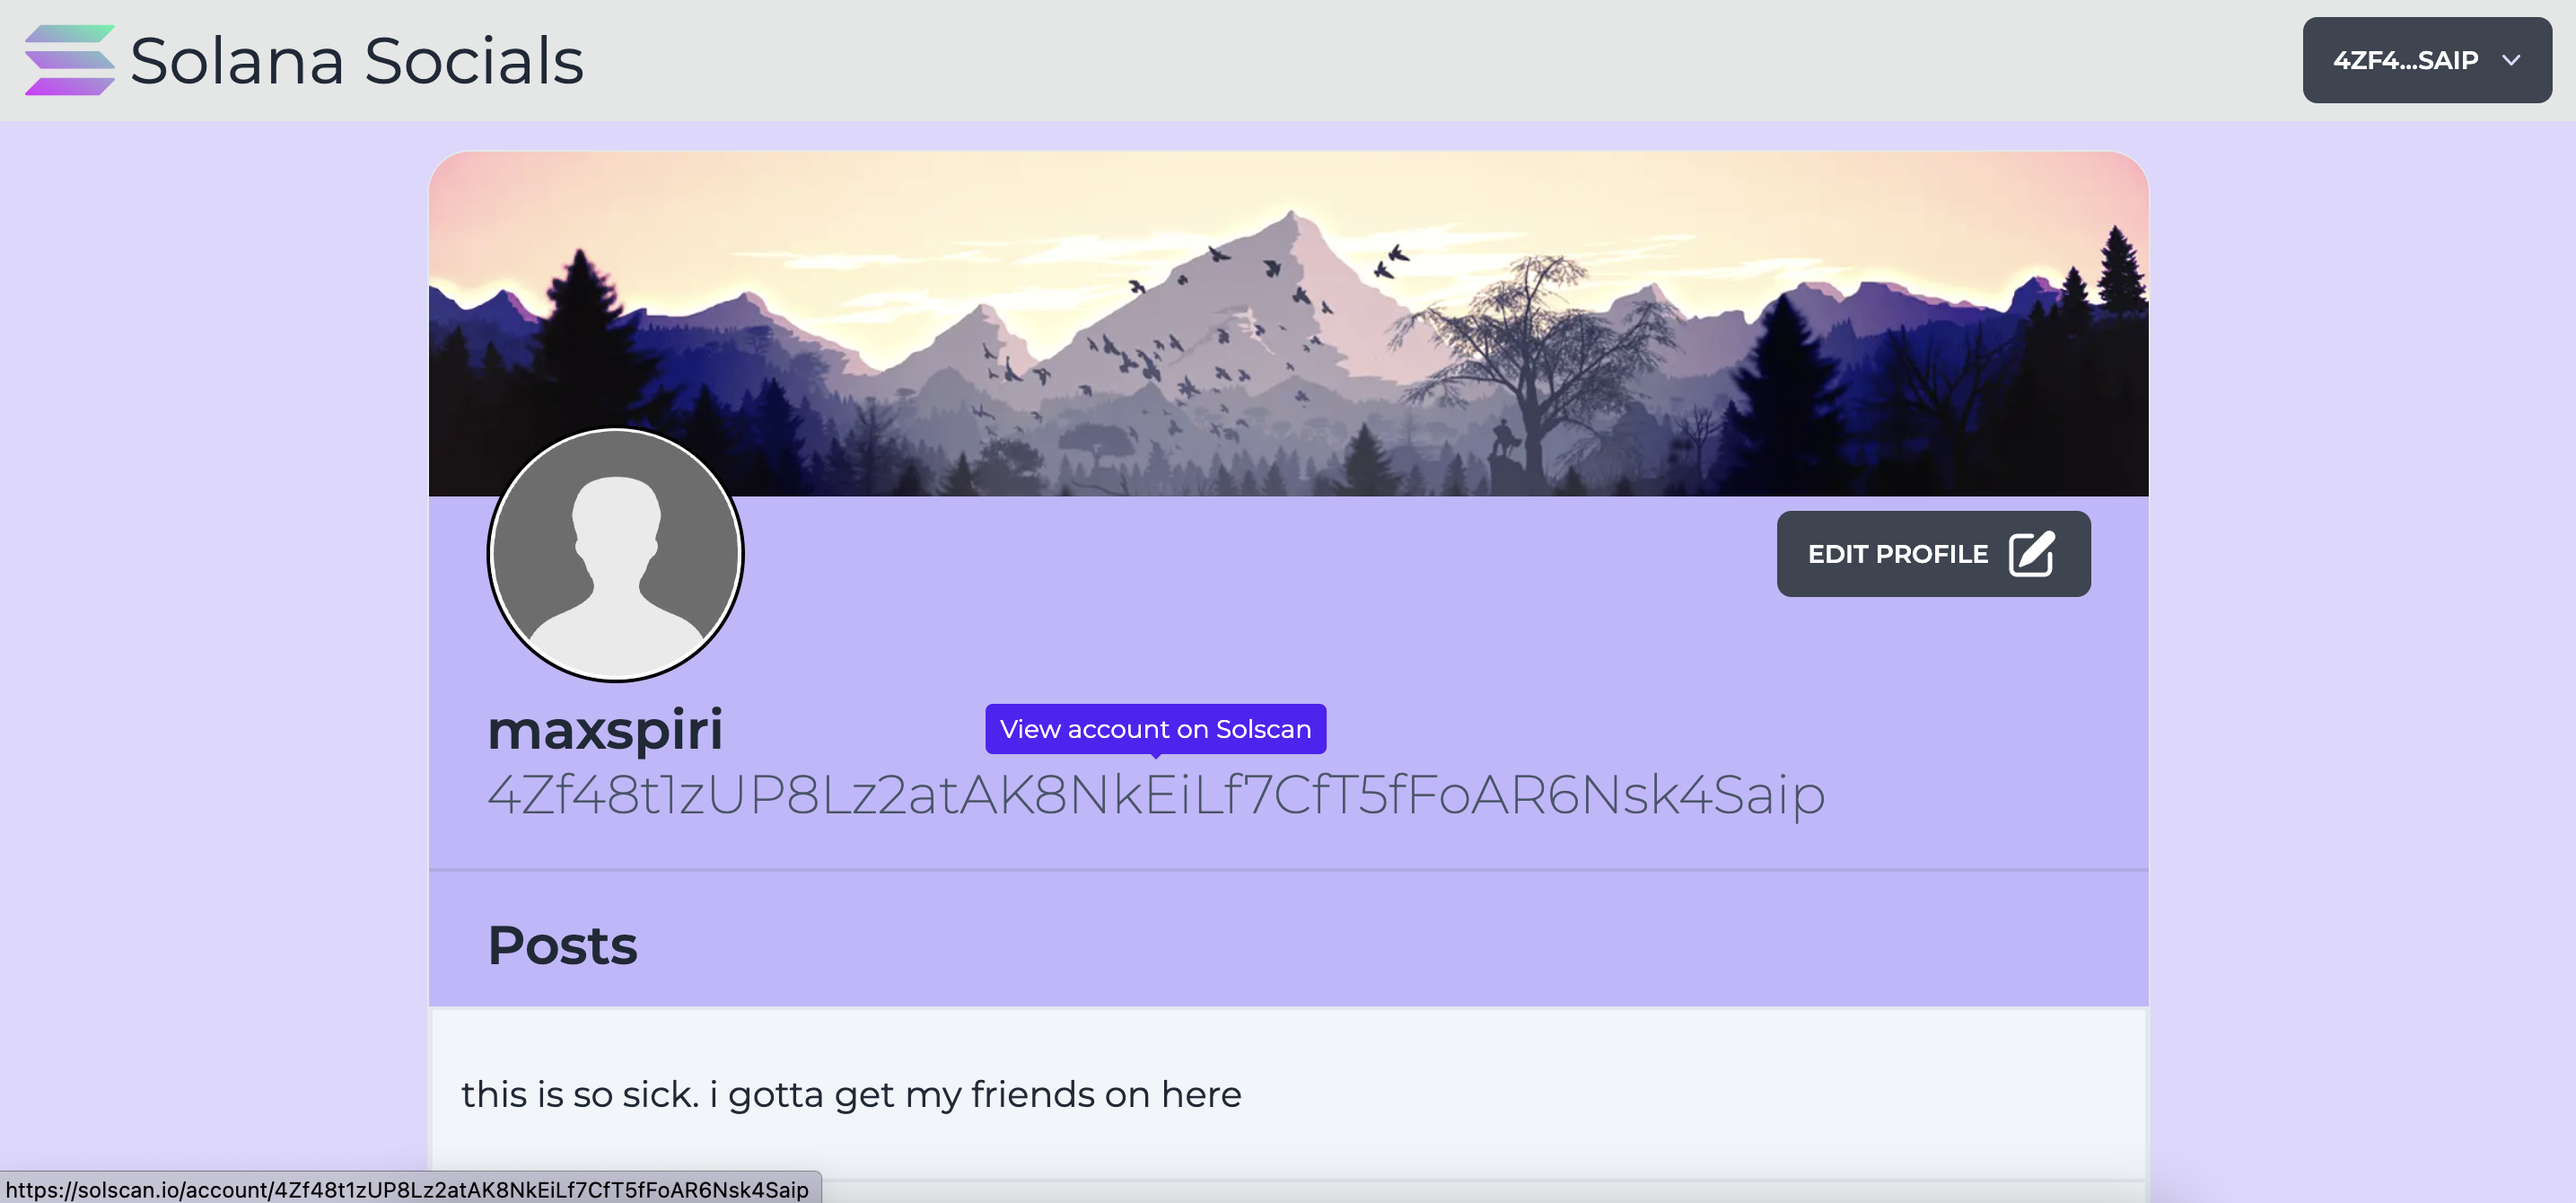 Solana Socials
4ZF4...SAIP
EDIT PROFILE
maxspiri
View account on Solscan
4Zf48t1zUP8Lz2atAK8NkEiLf7CfT5fFoAR6Nsk4Saip
Posts
this is so sick. i gotta get my friends on here
https://solscan.io/account/4Zf48t1zUP8Lz2atAK8NkEiLf7CfT5fFoAR6Nsk4Saip